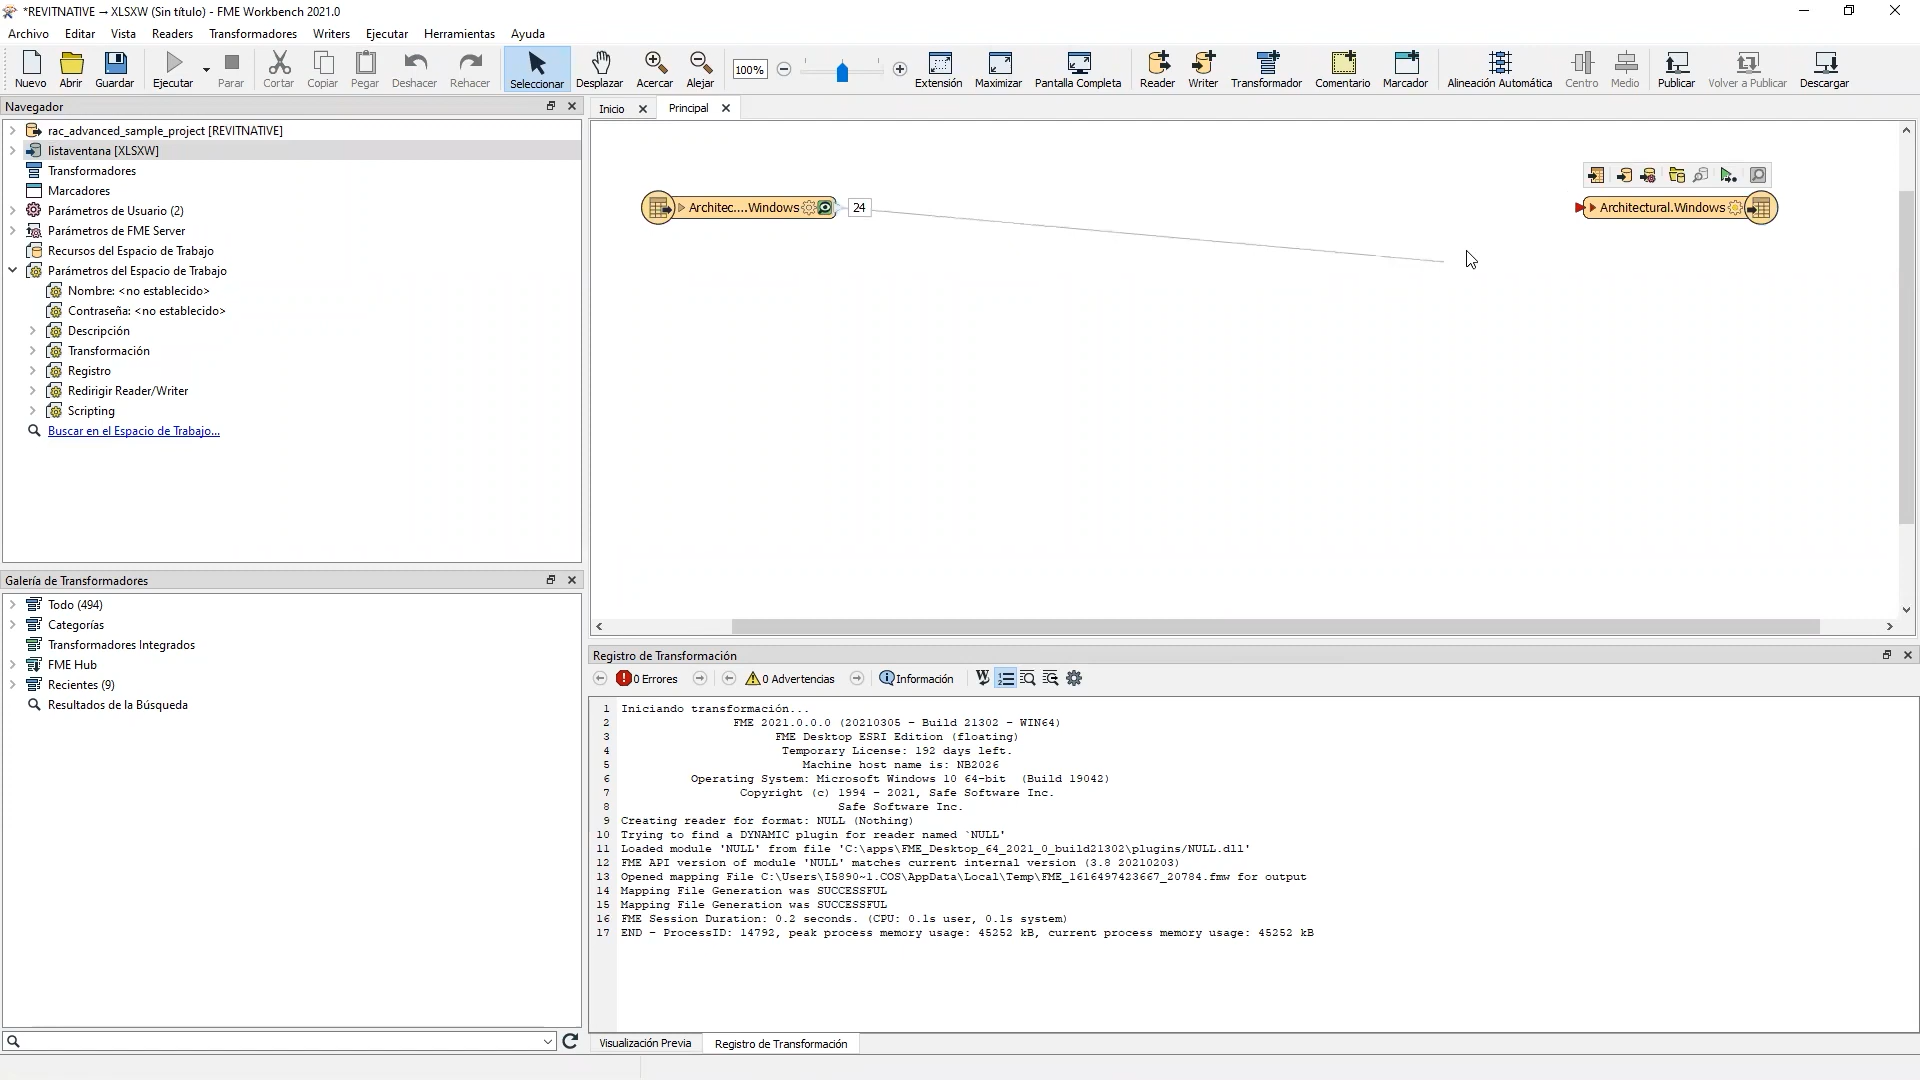 *REVITNATIVE → XLSXW (Sin título) - FME Workbench 2021.0
Archivo Editar Vista Readers Transformadores Writers Ejecutar Herramientas Ayuda
Nuevo Abrir Guardar Ejecutar Parar Cortar Copiar Pegar Deshacer Rehacer Seleccionar Desplazar Acercar Alejar 100% Extensión Maximizar Pantalla Completa Reader Writer Transformador Comentario Marcador Alineación Automática Centro Medio Publicar Volver a Publicar Descargar
Navegador
rac_advanced_sample_project [REVITNATIVE]
listaventana [XLSXW]
Transformadores
Marcadores
Parámetros de Usuario (2)
Parámetros de FME Server
Recursos del Espacio de Trabajo
Parámetros del Espacio de Trabajo
Nombre: <no establecido>
Contraseña: <no establecido>
Descripción
Transformación
Registro
Redirigir Reader/Writer
Scripting
Buscar en el Espacio de Trabajo...
Galería de Transformadores
Todo (494)
Categorías
Transformadores Integrados
FME Hub
Recientes (9)
Resultados de la Búsqueda
Inicio Principal
Architec....Windows 24 Architectural.Windows
Registro de Transformación
0 Errores 0 Advertencias Información
1 Iniciando transformación...
2 FME 2021.0.0.0 (20210305 - Build 21302 - WIN64)
3 FME Desktop ESRI Edition (floating)
4 Temporary License: 192 days left.
5 Machine host name is: NB2026
6 Operating System: Microsoft Windows 10 64-bit (Build 19042)
7 Copyright (c) 1994 - 2021, Safe Software Inc.
8 Safe Software Inc.
9 Creating reader for format: NULL (Nothing)
10 Trying to find a DYNAMIC plugin for reader named `NULL'
11 Loaded module 'NULL' from file 'C:\apps\FME_Desktop_64_2021_0_build21302\plugins/NULL.dll'
12 FME API version of module 'NULL' matches current internal version (3.8 20210203)
13 Opened mapping File C:\Users\I5890~1.COS\AppData\Local\Temp\FME_1616497423667_20784.fmw for output
14 Mapping File Generation was SUCCESSFUL
15 Mapping File Generation was SUCCESSFUL
16 FME Session Duration: 0.2 seconds. (CPU: 0.1s user, 0.1s system)
17 END - ProcessID: 14792, peak process memory usage: 45252 kB, current process memory usage: 45252 kB
Visualización Previa Registro de Transformación